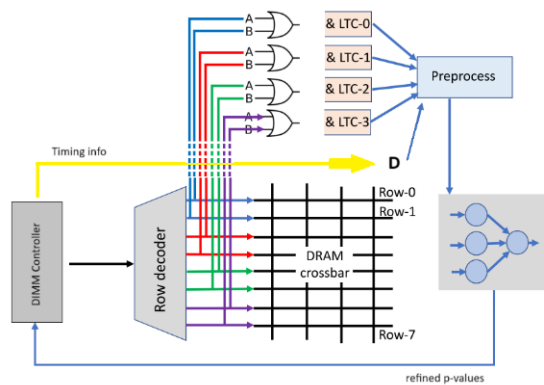 A
B
& LTC-0
A
B
& LTC-1
A
B
& LTC-2
A
B
& LTC-3
Preprocess
Timing info
D
Row-0
Row-1
DIMM Controller
Row decoder
DRAM
crossbar
Row-7
refined p-values